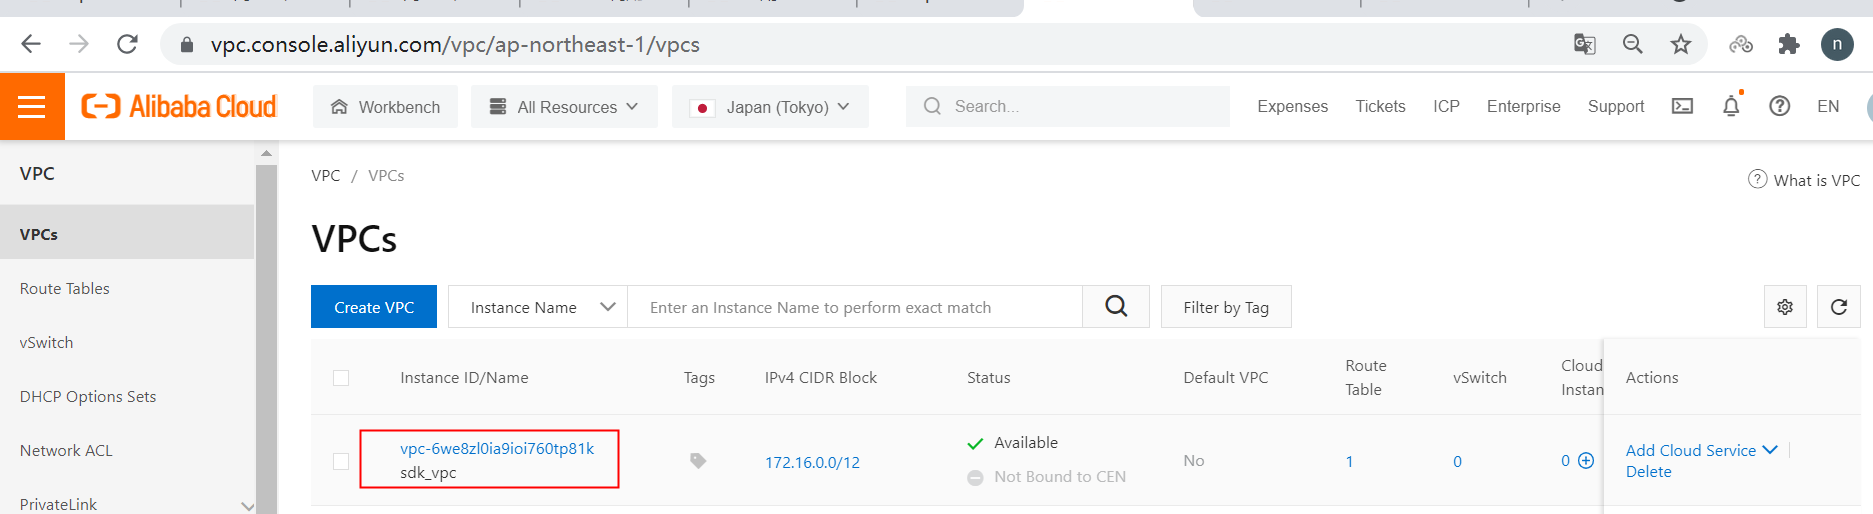 vpc.console.aliyun.com/vpc/ap-northeast-1/vpcs
n
Alibaba Cloud
Workbench
All Resources
Japan (Tokyo)
Search...
Expenses
Tickets
ICP
Enterprise
Support
EN
VPC
VPCs
Route Tables
vSwitch
DHCP Options Sets
Network ACL
PrivateLink
VPC / VPCs
What is VPC
VPCs
Create VPC
Instance Name
Enter an Instance Name to perform exact match
Filter by Tag
Instance ID/Name
Tags
IPv4 CIDR Block
Status
Default VPC
Route
Table
vSwitch
Cloud
Instan
Actions
vpc-6we8zl0ia9ioi760tp81k
sdk_vpc
172.16.0.0/12
Available
Not Bound to CEN
No
1
0
0
Add Cloud Service
Delete